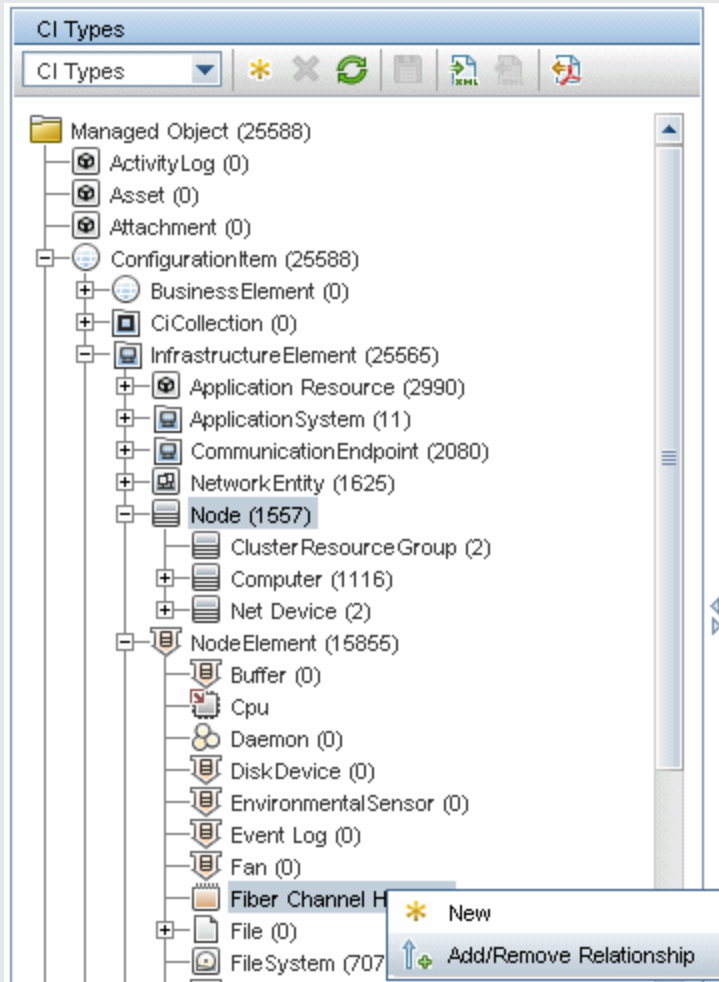 CI Types
CI Types
XML
Managed Object (25588)
ActivityLog (0)
Asset (0)
Attachment (0)
ConfigurationItem (25588)
BusinessElement (0)
CiCollection (0)
InfrastructureElement (25565)
Application Resource (2990)
ApplicationSystem (11)
CommunicationEndpoint (2080)
NetworkEntity (1625)
Node (1557)
ClusterResourceGroup (2)
Computer (1116)
Net Device (2)
NodeElement (15855)
Buffer (0)
Cpu
Daemon (0)
DiskDevice (0)
EnvironmentalSensor (0)
Event Log (0)
Fan (0)
Fiber Channel H
New
File (0)
Add/Remove Relationship
FileSystem (707